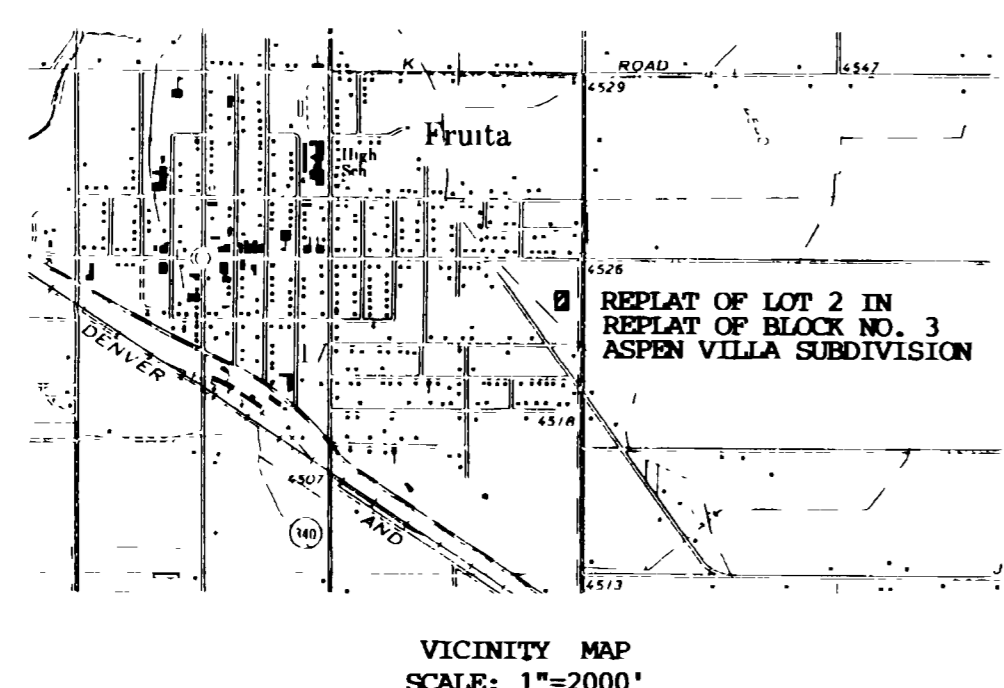 K ROAD 4547
4529
Fruita
High
Sch
4526
REPLAT OF LOT 2 IN
REPLAT OF BLOCK NO. 3
ASPEN VILLA SUBDIVISION
DENVER
4518
4507
340
AND
4513
J
VICINITY MAP
SCALE: 1"=2000'